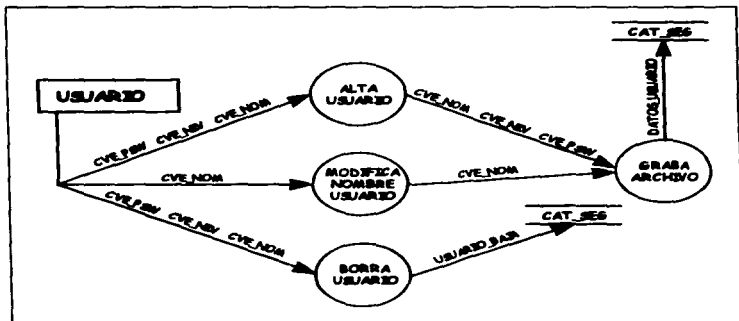 CAT_SEG
USUARIO
ALTA
USUARIO
DATOS_USUARIO
CVE_PSW CVE_NIV CVE_NOM
CVE_NOM CVE_NIV CVE_PSW
CVE_NOM
MODIFICA
NOMBRE
USUARIO
CVE_NOM
GRABA
ARCHIVO
CVE_PSW CVE_NIV CVE_NOM
CAT_SEG
USUARIO_BAJA
BORRA
USUARIO